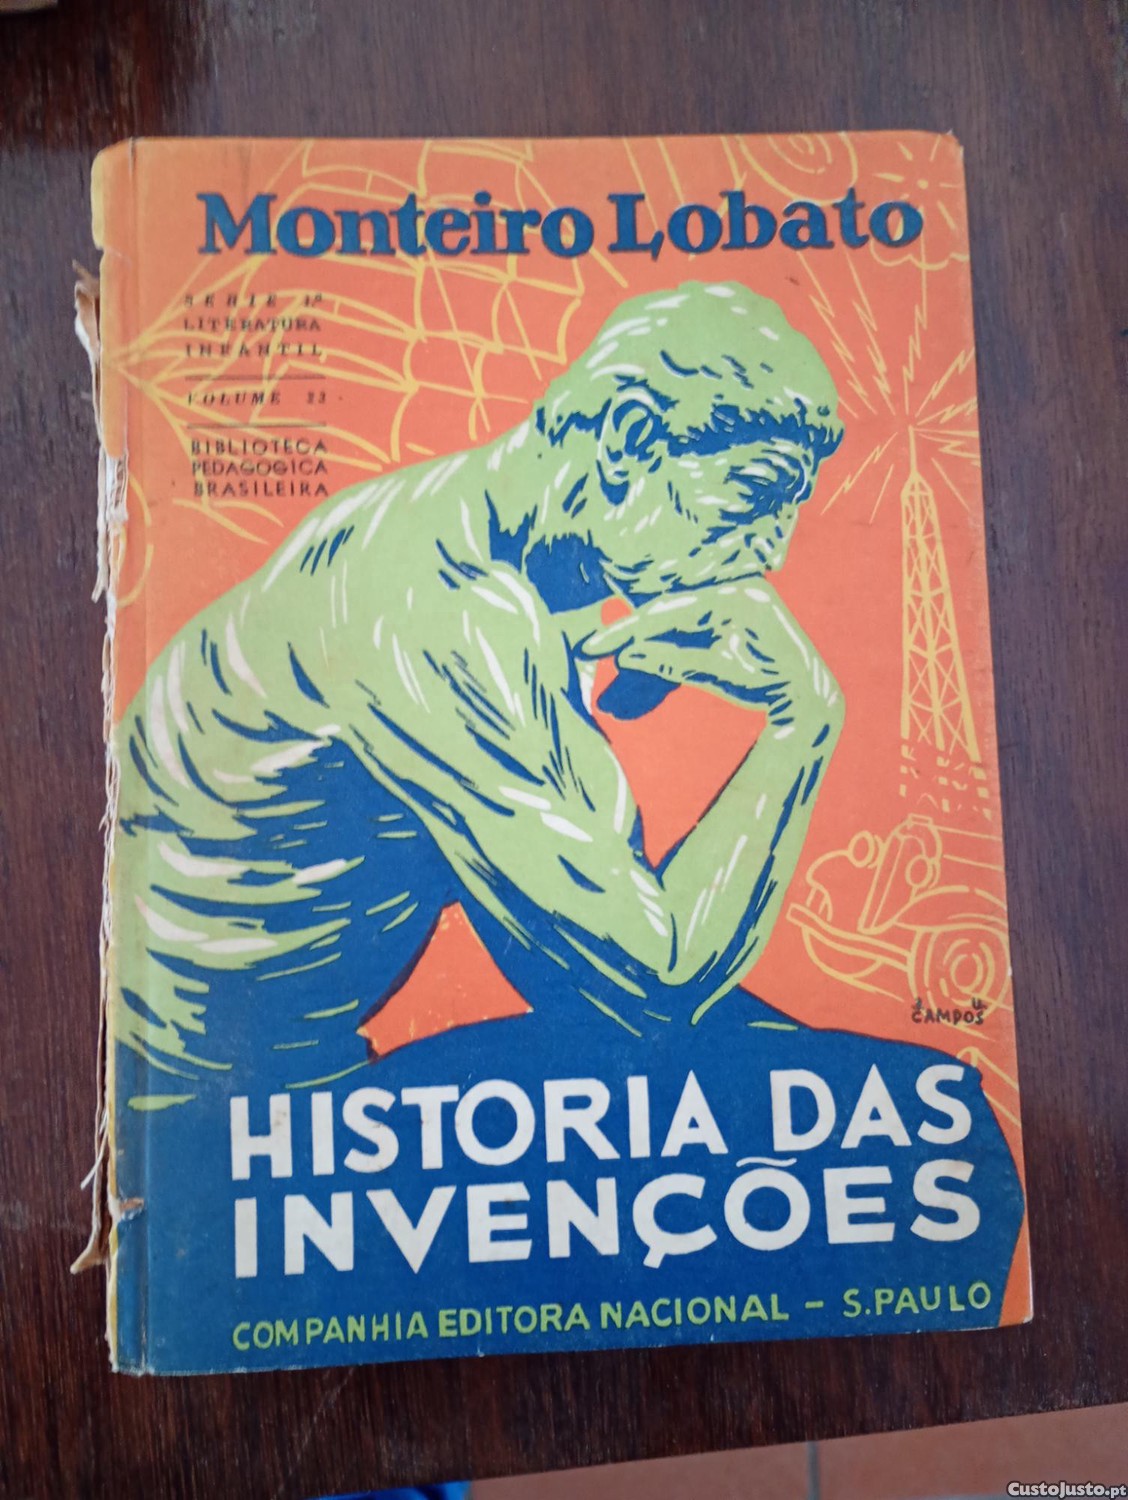 Monteiro Lobato
SERIE 1ª
LITERATURA
INFANTIL
VOLUME 23
BIBLIOTECA
PEDAGOGICA
BRASILEIRA
J U
CAMPOS
HISTORIA DAS
INVENÇÕES
COMPANHIA EDITORA NACIONAL - S. PAULO
CustoJusto.pt